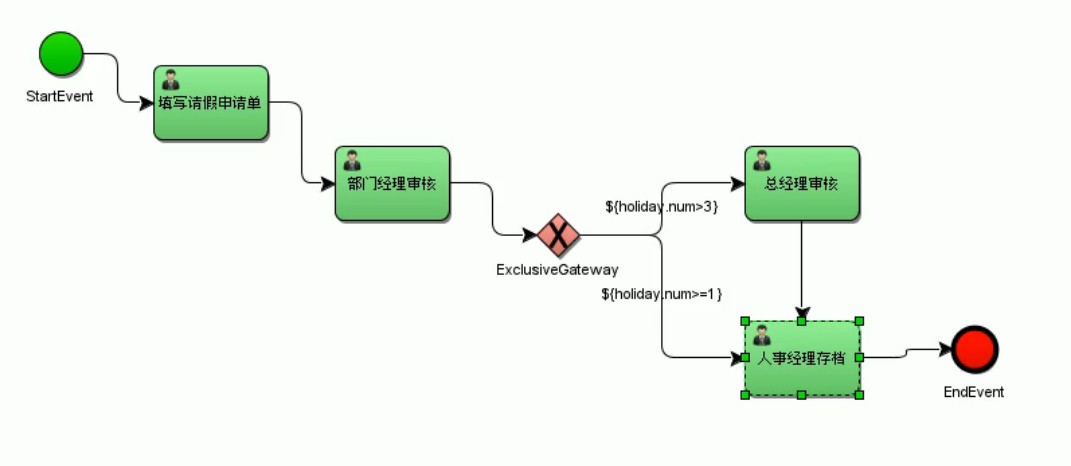 StartEvent
填写请假申请单
部门经理审核
总经理审核
${holiday.num>3}
ExclusiveGateway
${holiday.num>=1}
人事经理存档
EndEvent